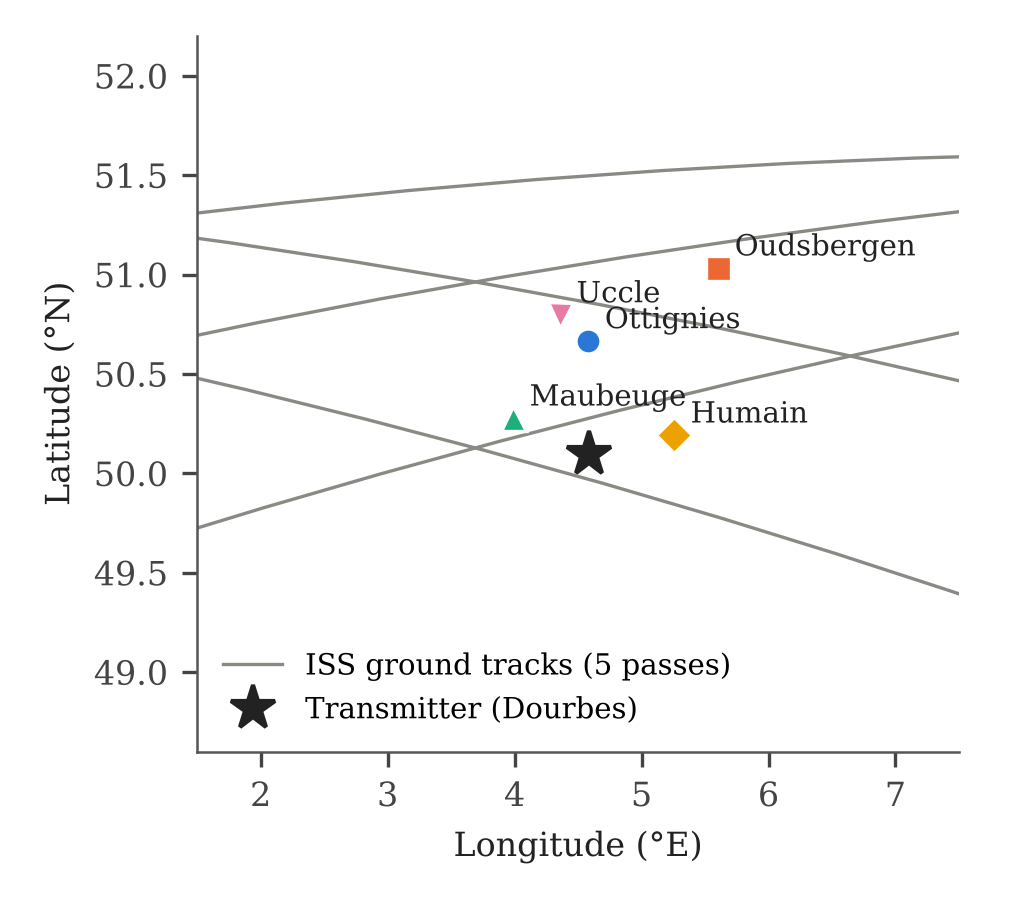 52.0
51.5
51.0
50.5
50.0
49.5
49.0
Latitude (°N)
Oudsbergen
Uccle
Ottignies
Maubeuge
Humain
ISS ground tracks (5 passes)
Transmitter (Dourbes)
2 3 4 5 6 7
Longitude (°E)